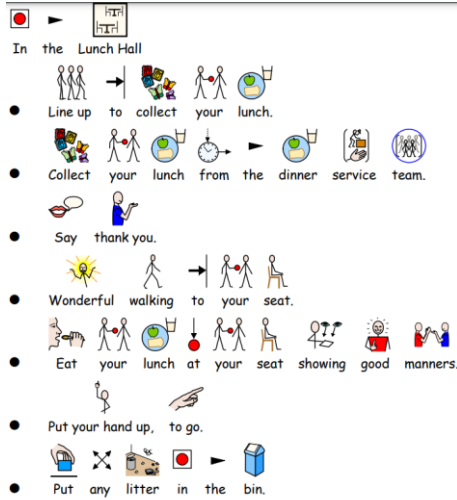 In the Lunch Hall
● Line up to collect your lunch.
● Collect your lunch from the dinner service team.
● Say thank you.
● Wonderful walking to your seat.
● Eat your lunch at your seat showing good manners.
● Put your hand up, to go.
● Put any litter in the bin.